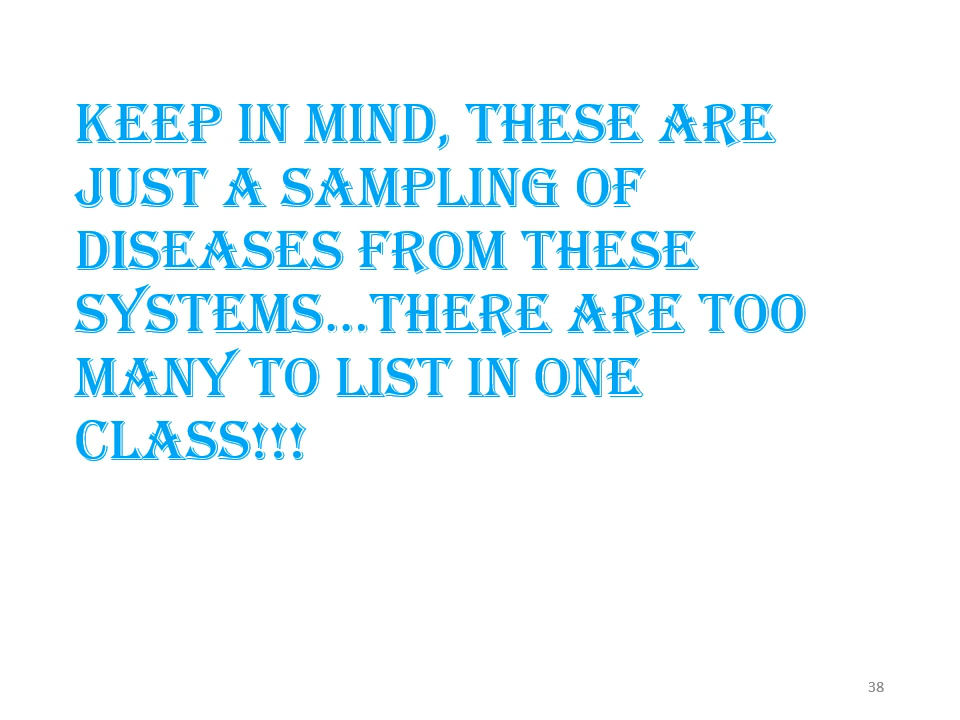 KEEP IN MIND, THESE ARE
JUST A SAMPLING OF
DISEASES FROM THESE
SYSTEMS...THERE ARE TOO
MANY TO LIST IN ONE
CLASS!!!
38